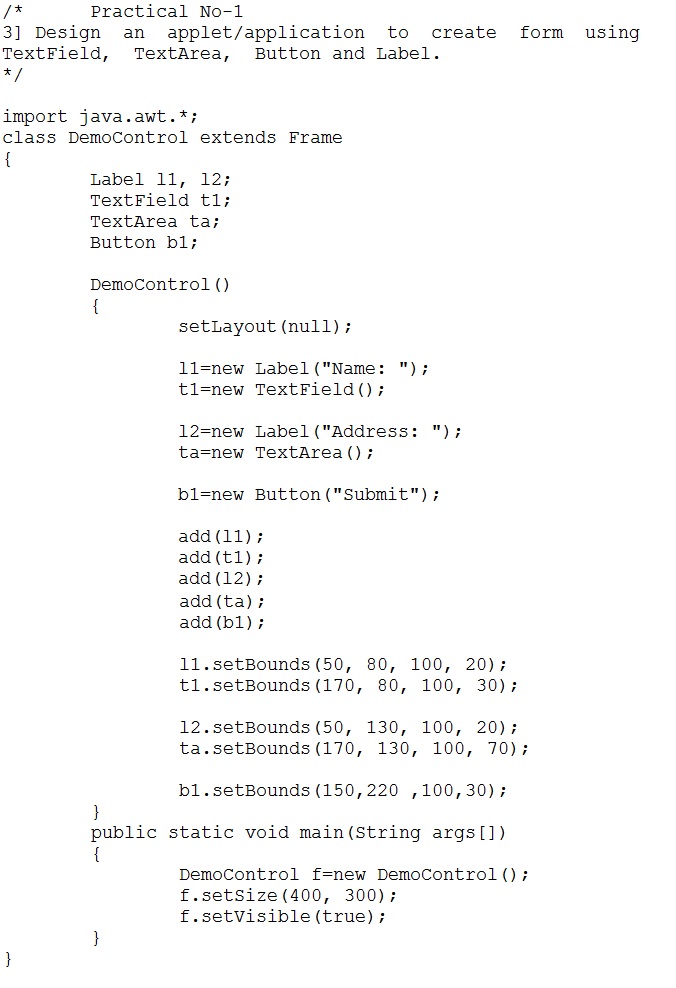 /*      Practical No-1
3] Design an applet/application to create form using
TextField, TextArea, Button and Label.
*/
import java.awt.*;
class DemoControl extends Frame
{
        Label l1, l2;
        TextField t1;
        TextArea ta;
        Button b1;
        DemoControl()
        {
                setLayout(null);
                l1=new Label("Name: ");
                t1=new TextField();
                l2=new Label("Address: ");
                ta=new TextArea();
                b1=new Button("Submit");
                add(l1);
                add(t1);
                add(l2);
                add(ta);
                add(b1);
                l1.setBounds(50, 80, 100, 20);
                t1.setBounds(170, 80, 100, 30);
                l2.setBounds(50, 130, 100, 20);
                ta.setBounds(170, 130, 100, 70);
                b1.setBounds(150,220 ,100,30);
        }
        public static void main(String args[])
        {
                DemoControl f=new DemoControl();
                f.setSize(400, 300);
                f.setVisible(true);
        }
}